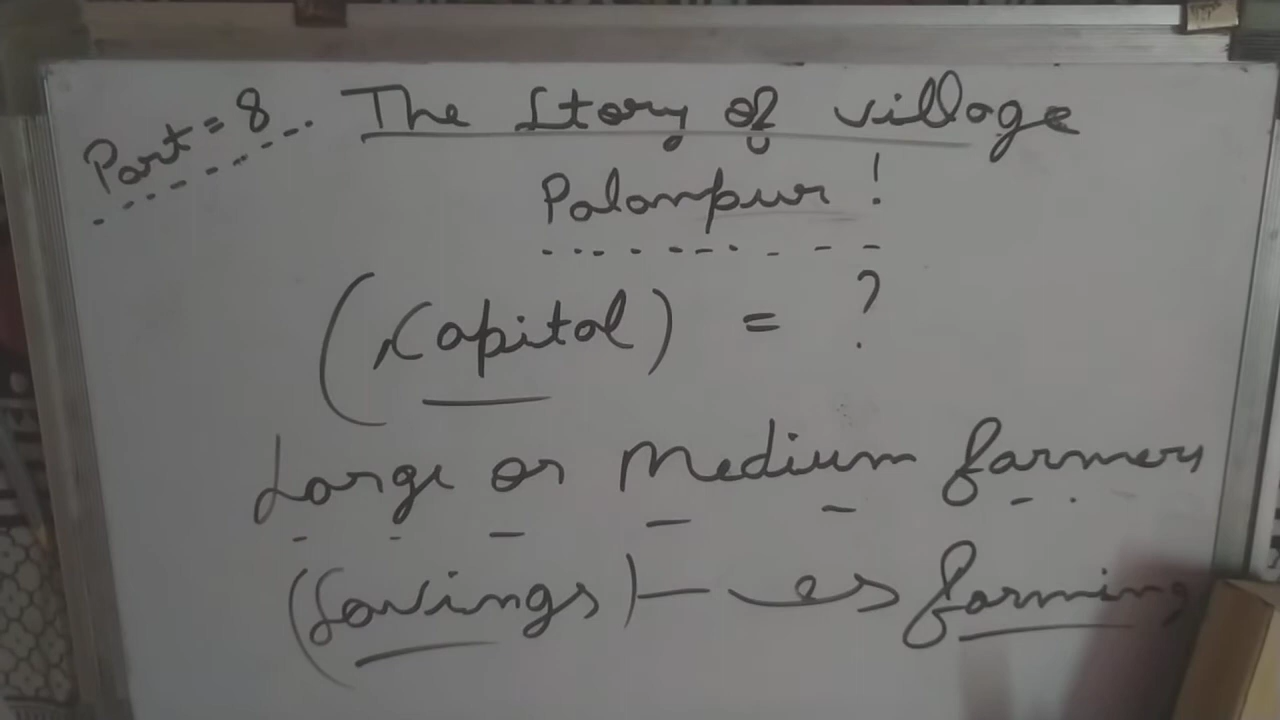 Part = 8
The Story of village
Palampur !
(Capital) = ?
Large or Medium farmers
(Savings) — farming